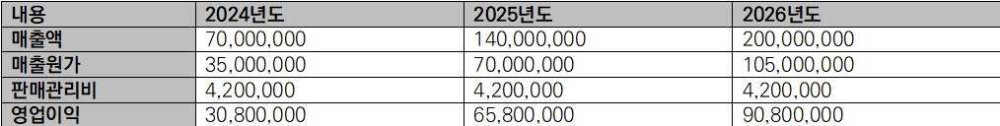 내용 2024년도 2025년도 2026년도
매출액 70,000,000 140,000,000 200,000,000
매출원가 35,000,000 70,000,000 105,000,000
판매관리비 4,200,000 4,200,000 4,200,000
영업이익 30,800,000 65,800,000 90,800,000